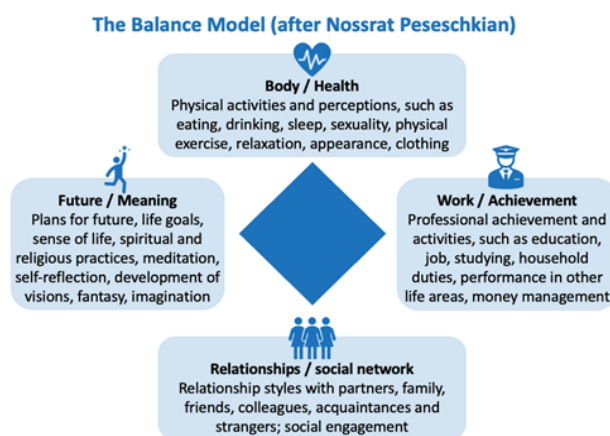 The Balance Model (after Nossrat Peseschkian)
Body / Health
Physical activities and perceptions, such as
eating, drinking, sleep, sexuality, physical
exercise, relaxation, appearance, clothing
Future / Meaning
Plans for future, life goals,
sense of life, spiritual and
religious practices, meditation,
self-reflection, development of
visions, fantasy, imagination
Work / Achievement
Professional achievement and
activities, such as education,
job, studying, household
duties, performance in other
life areas, money management
Relationships / social network
Relationship styles with partners, family,
friends, colleagues, acquaintances and
strangers; social engagement